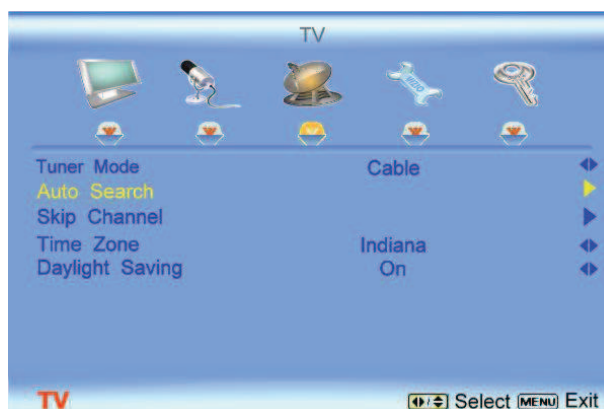 TV
Tuner Mode Cable
Auto Search
Skip Channel
Time Zone Indiana
Daylight Saving On
TV Select MENU Exit